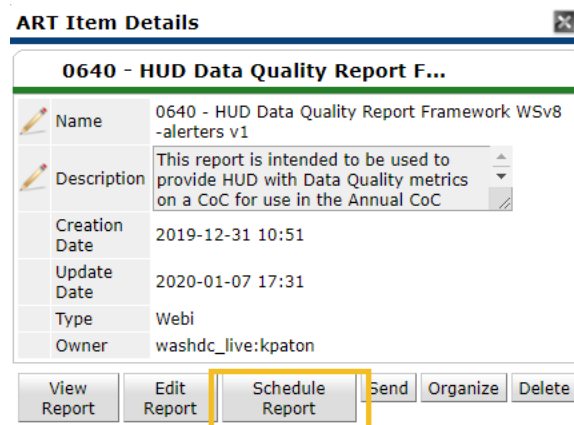 ART Item Details
0640 - HUD Data Quality Report F...
Name
0640 - HUD Data Quality Report Framework WSv8
-alerters v1
Description
This report is intended to be used to
provide HUD with Data Quality metrics
on a CoC for use in the Annual CoC
Creation
Date
2019-12-31 10:51
Update
Date
2020-01-07 17:31
Type
Webi
Owner
washdc_live:kpaton
View
Report
Edit
Report
Schedule
Report
Send
Organize
Delete